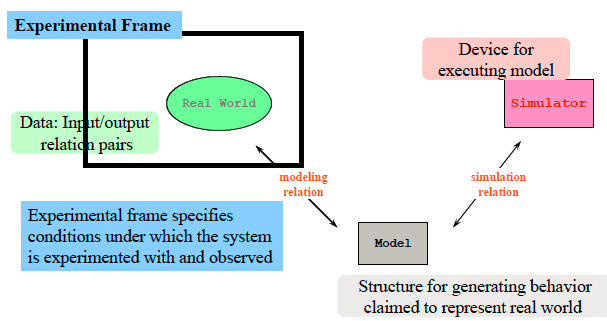 Experimental Frame
Device for
executing model
Real World
Simulator
Data: Input/output
relation pairs
modeling
relation
simulation
relation
Experimental frame specifies
conditions under which the system
is experimented with and observed
Model
Structure for generating behavior
claimed to represent real world